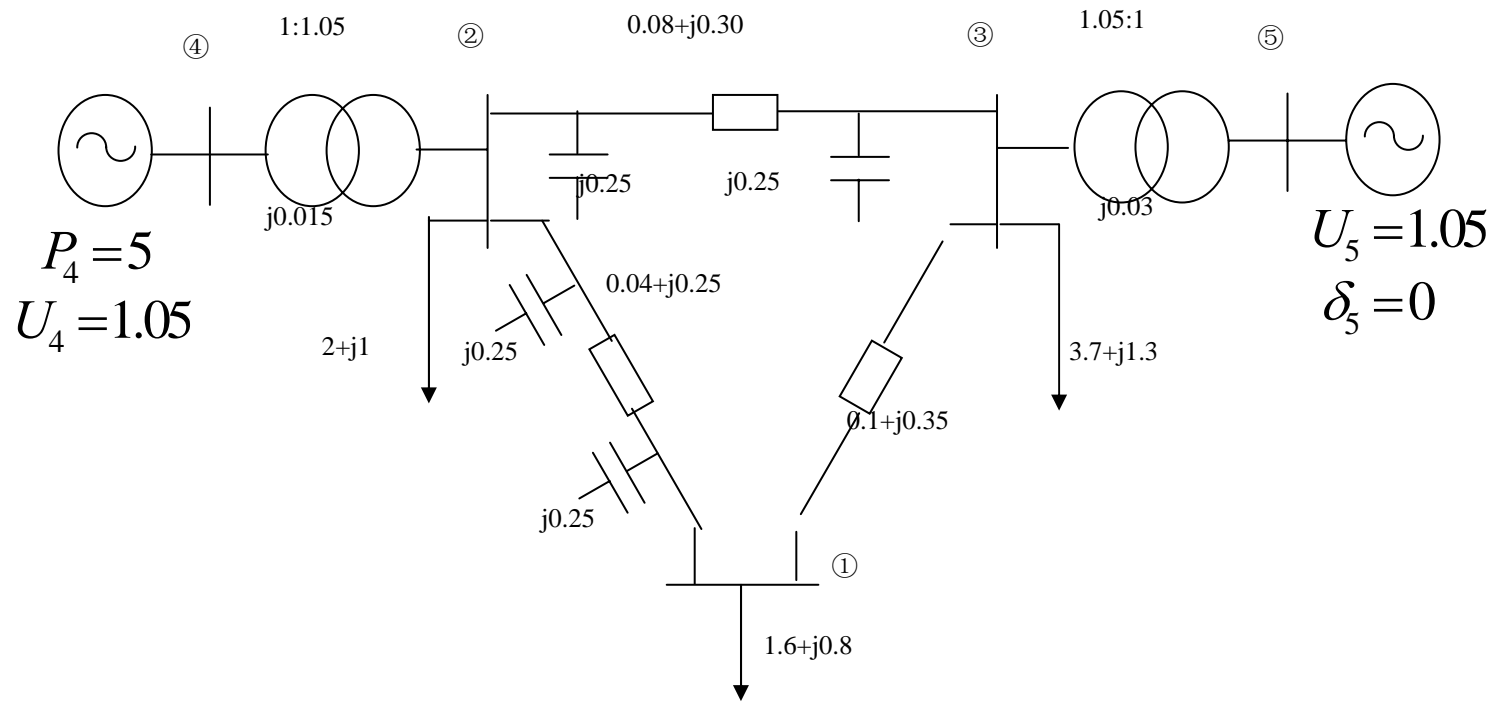 1:1.05
0.08+j0.30
1.05:1
④
②
③
⑤
j0.25
j0.25
j0.015
j0.03
P4=5
U4=1.05
U5=1.05
δ5=0
0.04+j0.25
2+j1
j0.25
3.7+j1.3
0.1+j0.35
j0.25
①
1.6+j0.8